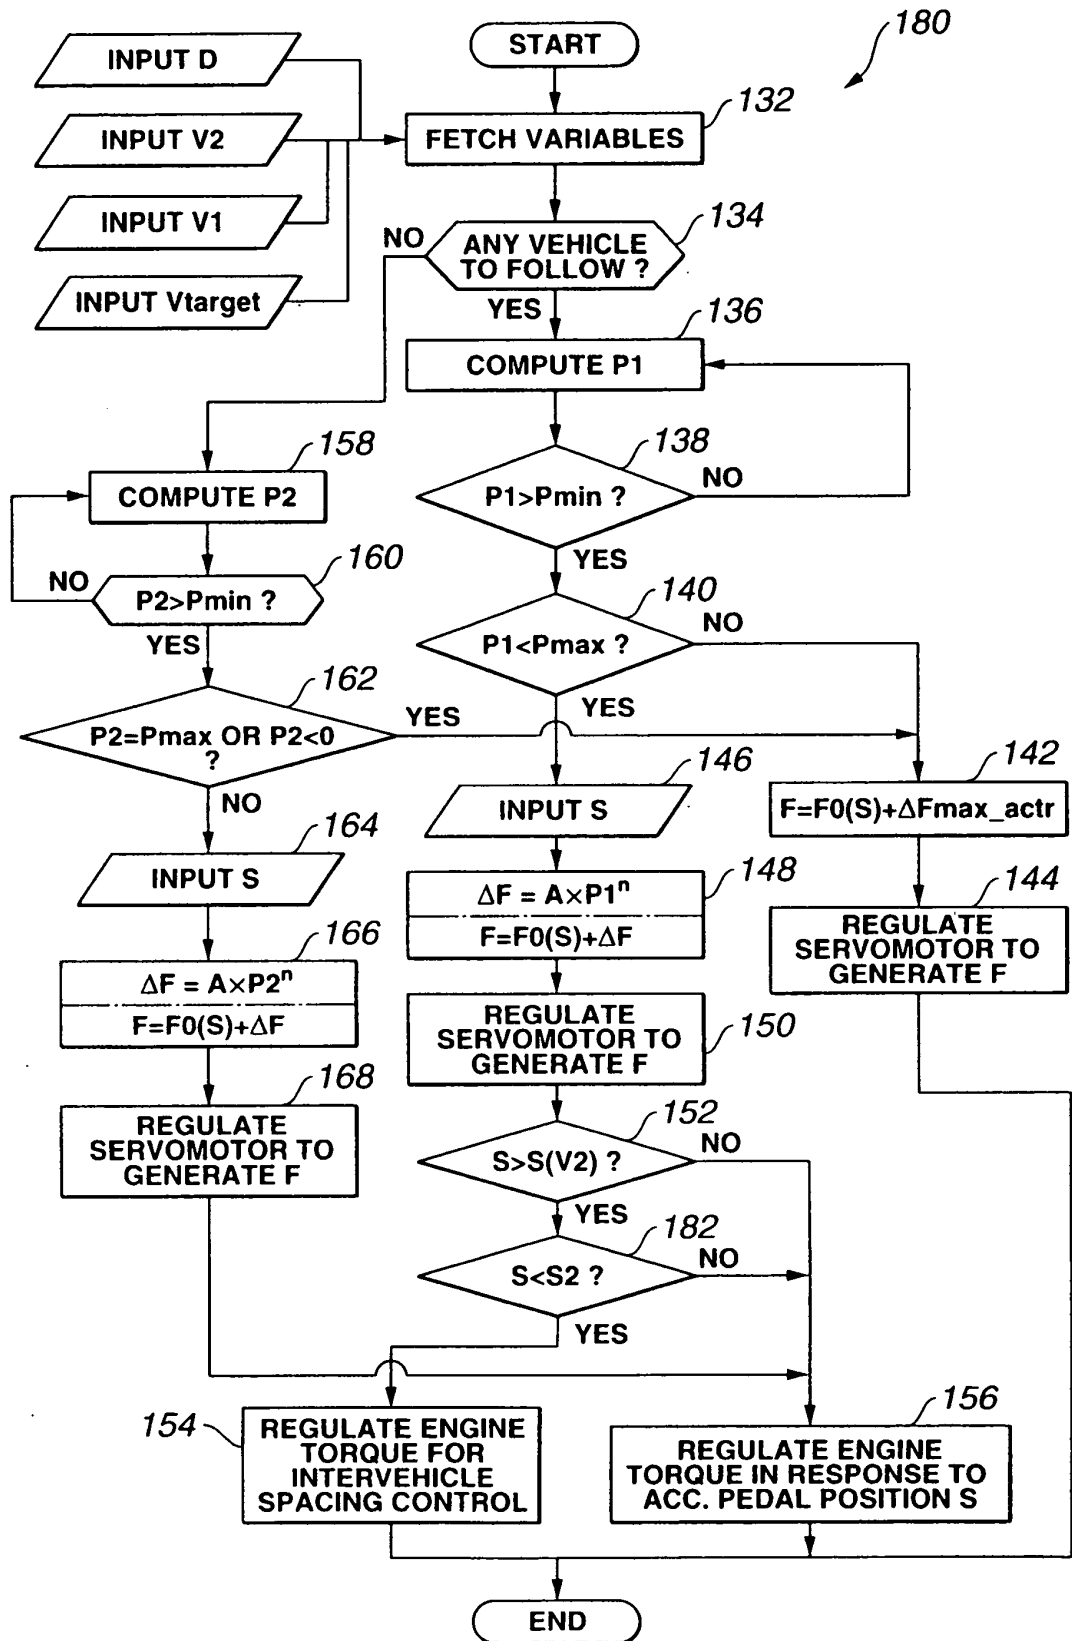 180
START
INPUT D
132
FETCH VARIABLES
INPUT V2
INPUT V1
134
NO
ANY VEHICLE
TO FOLLOW ?
INPUT Vtarget
YES
136
COMPUTE P1
138
P1>Pmin ?
NO
YES
158
COMPUTE P2
160
NO
P2>Pmin ?
YES
140
P1<Pmax ?
NO
YES
162
P2=Pmax OR P2<0
?
YES
NO
142
F=F0(S)+ΔFmax_actr
144
REGULATE
SERVOMOTOR TO
GENERATE F
146
INPUT S
148
ΔF = A×P1ⁿ
F=F0(S)+ΔF
150
REGULATE
SERVOMOTOR TO
GENERATE F
164
INPUT S
166
ΔF = A×P2ⁿ
F=F0(S)+ΔF
168
REGULATE
SERVOMOTOR TO
GENERATE F
152
S>S(V2) ?
NO
YES
182
S<S2 ?
NO
YES
154
REGULATE ENGINE
TORQUE FOR
INTERVEHICLE
SPACING CONTROL
156
REGULATE ENGINE
TORQUE IN RESPONSE TO
ACC. PEDAL POSITION S
END